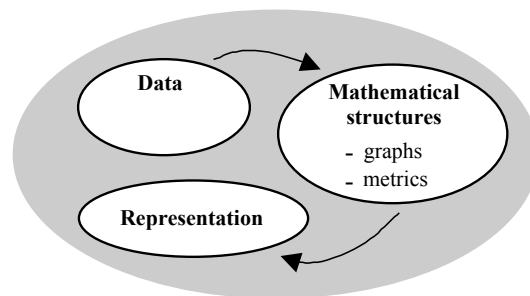 Data
Mathematical
structures
- graphs
- metrics
Representation